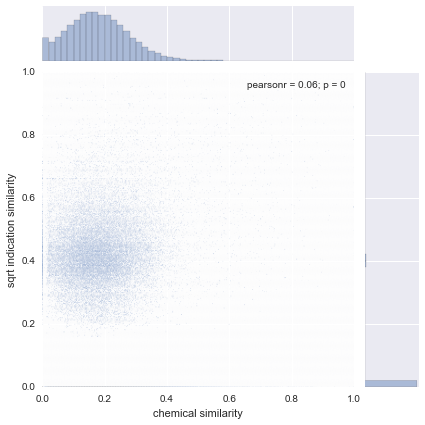 pearsonr = 0.06; p = 0
1.0
0.8
0.6
0.4
0.2
0.0
sqrt indication similarity
0.0 0.2 0.4 0.6 0.8 1.0
chemical similarity